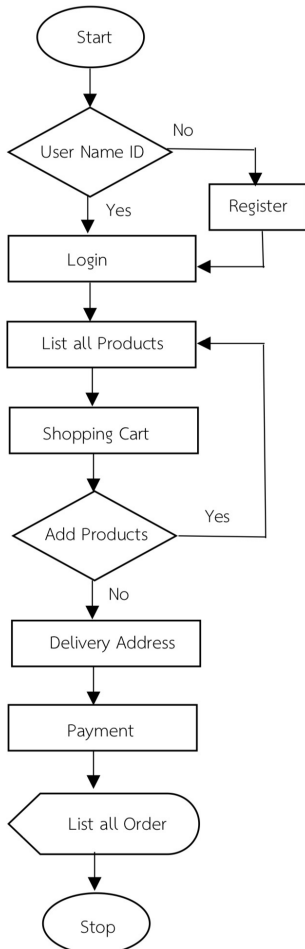 Start
User Name ID
No
Register
Yes
Login
List all Products
Shopping Cart
Add Products
Yes
No
Delivery Address
Payment
List all Order
Stop